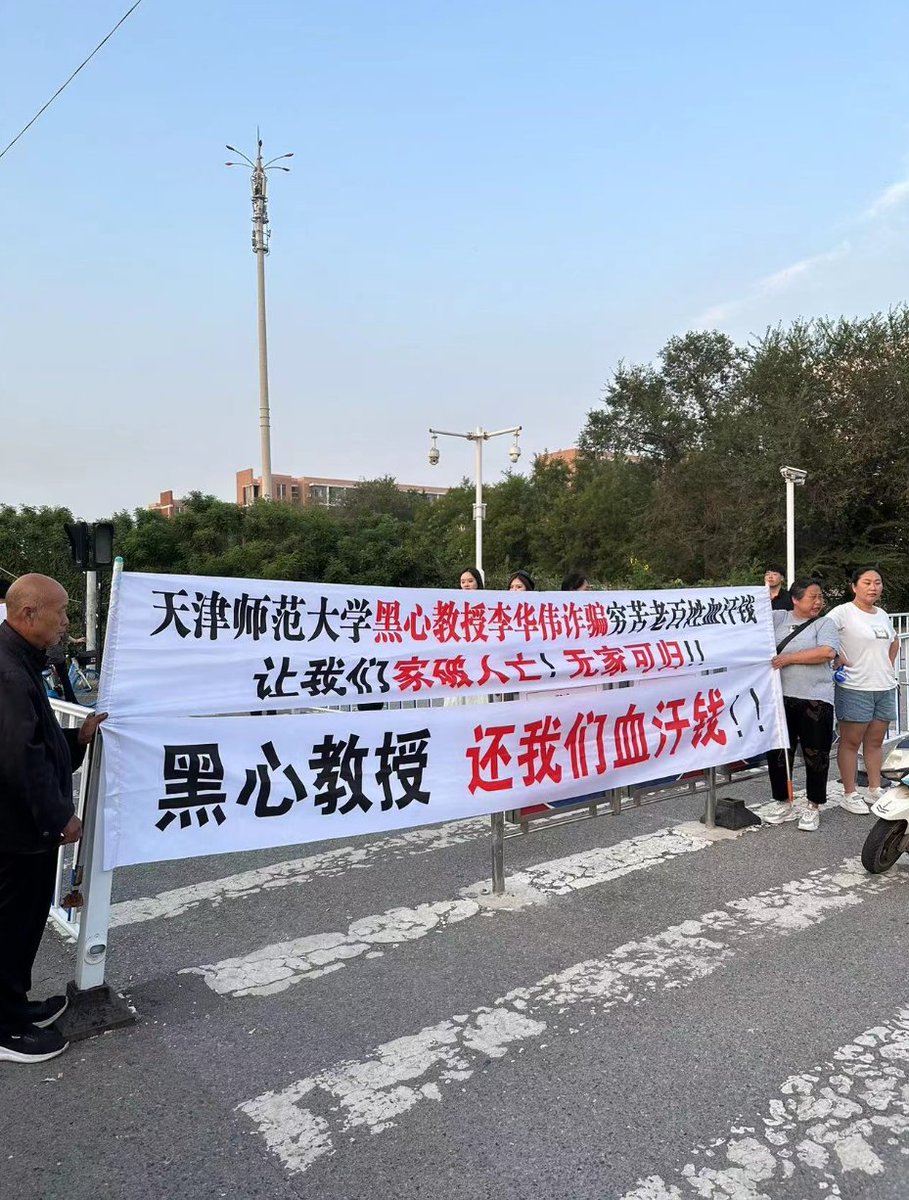 天津师范大学黑心教授李华伟诈骗穷苦老百姓血汗钱
让我们家破人亡！无家可归！！
黑心教授 还我们血汗钱！！